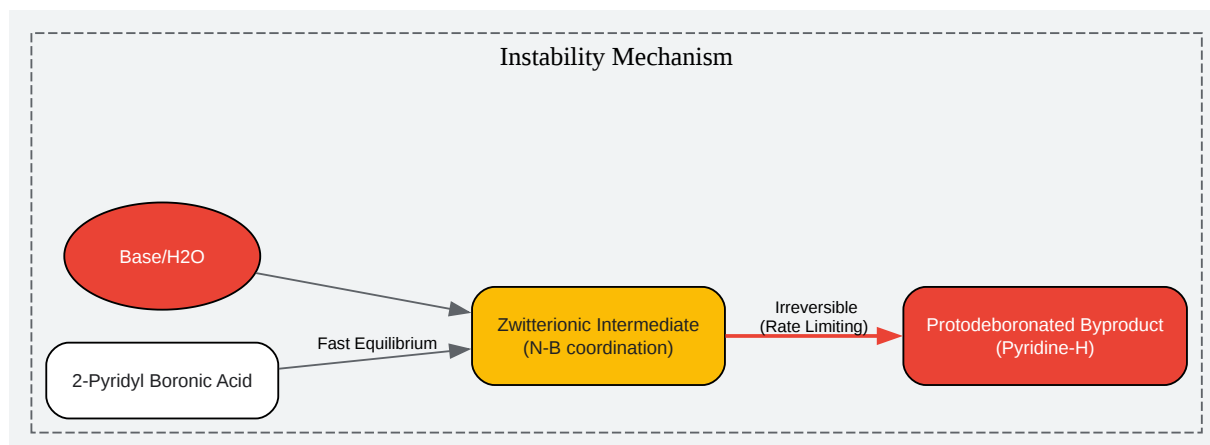 Instability Mechanism
Base/H2O
2-Pyridyl Boronic Acid
Fast Equilibrium
Zwitterionic Intermediate
(N-B coordination)
Irreversible
(Rate Limiting)
Protodeboronated Byproduct
(Pyridine-H)